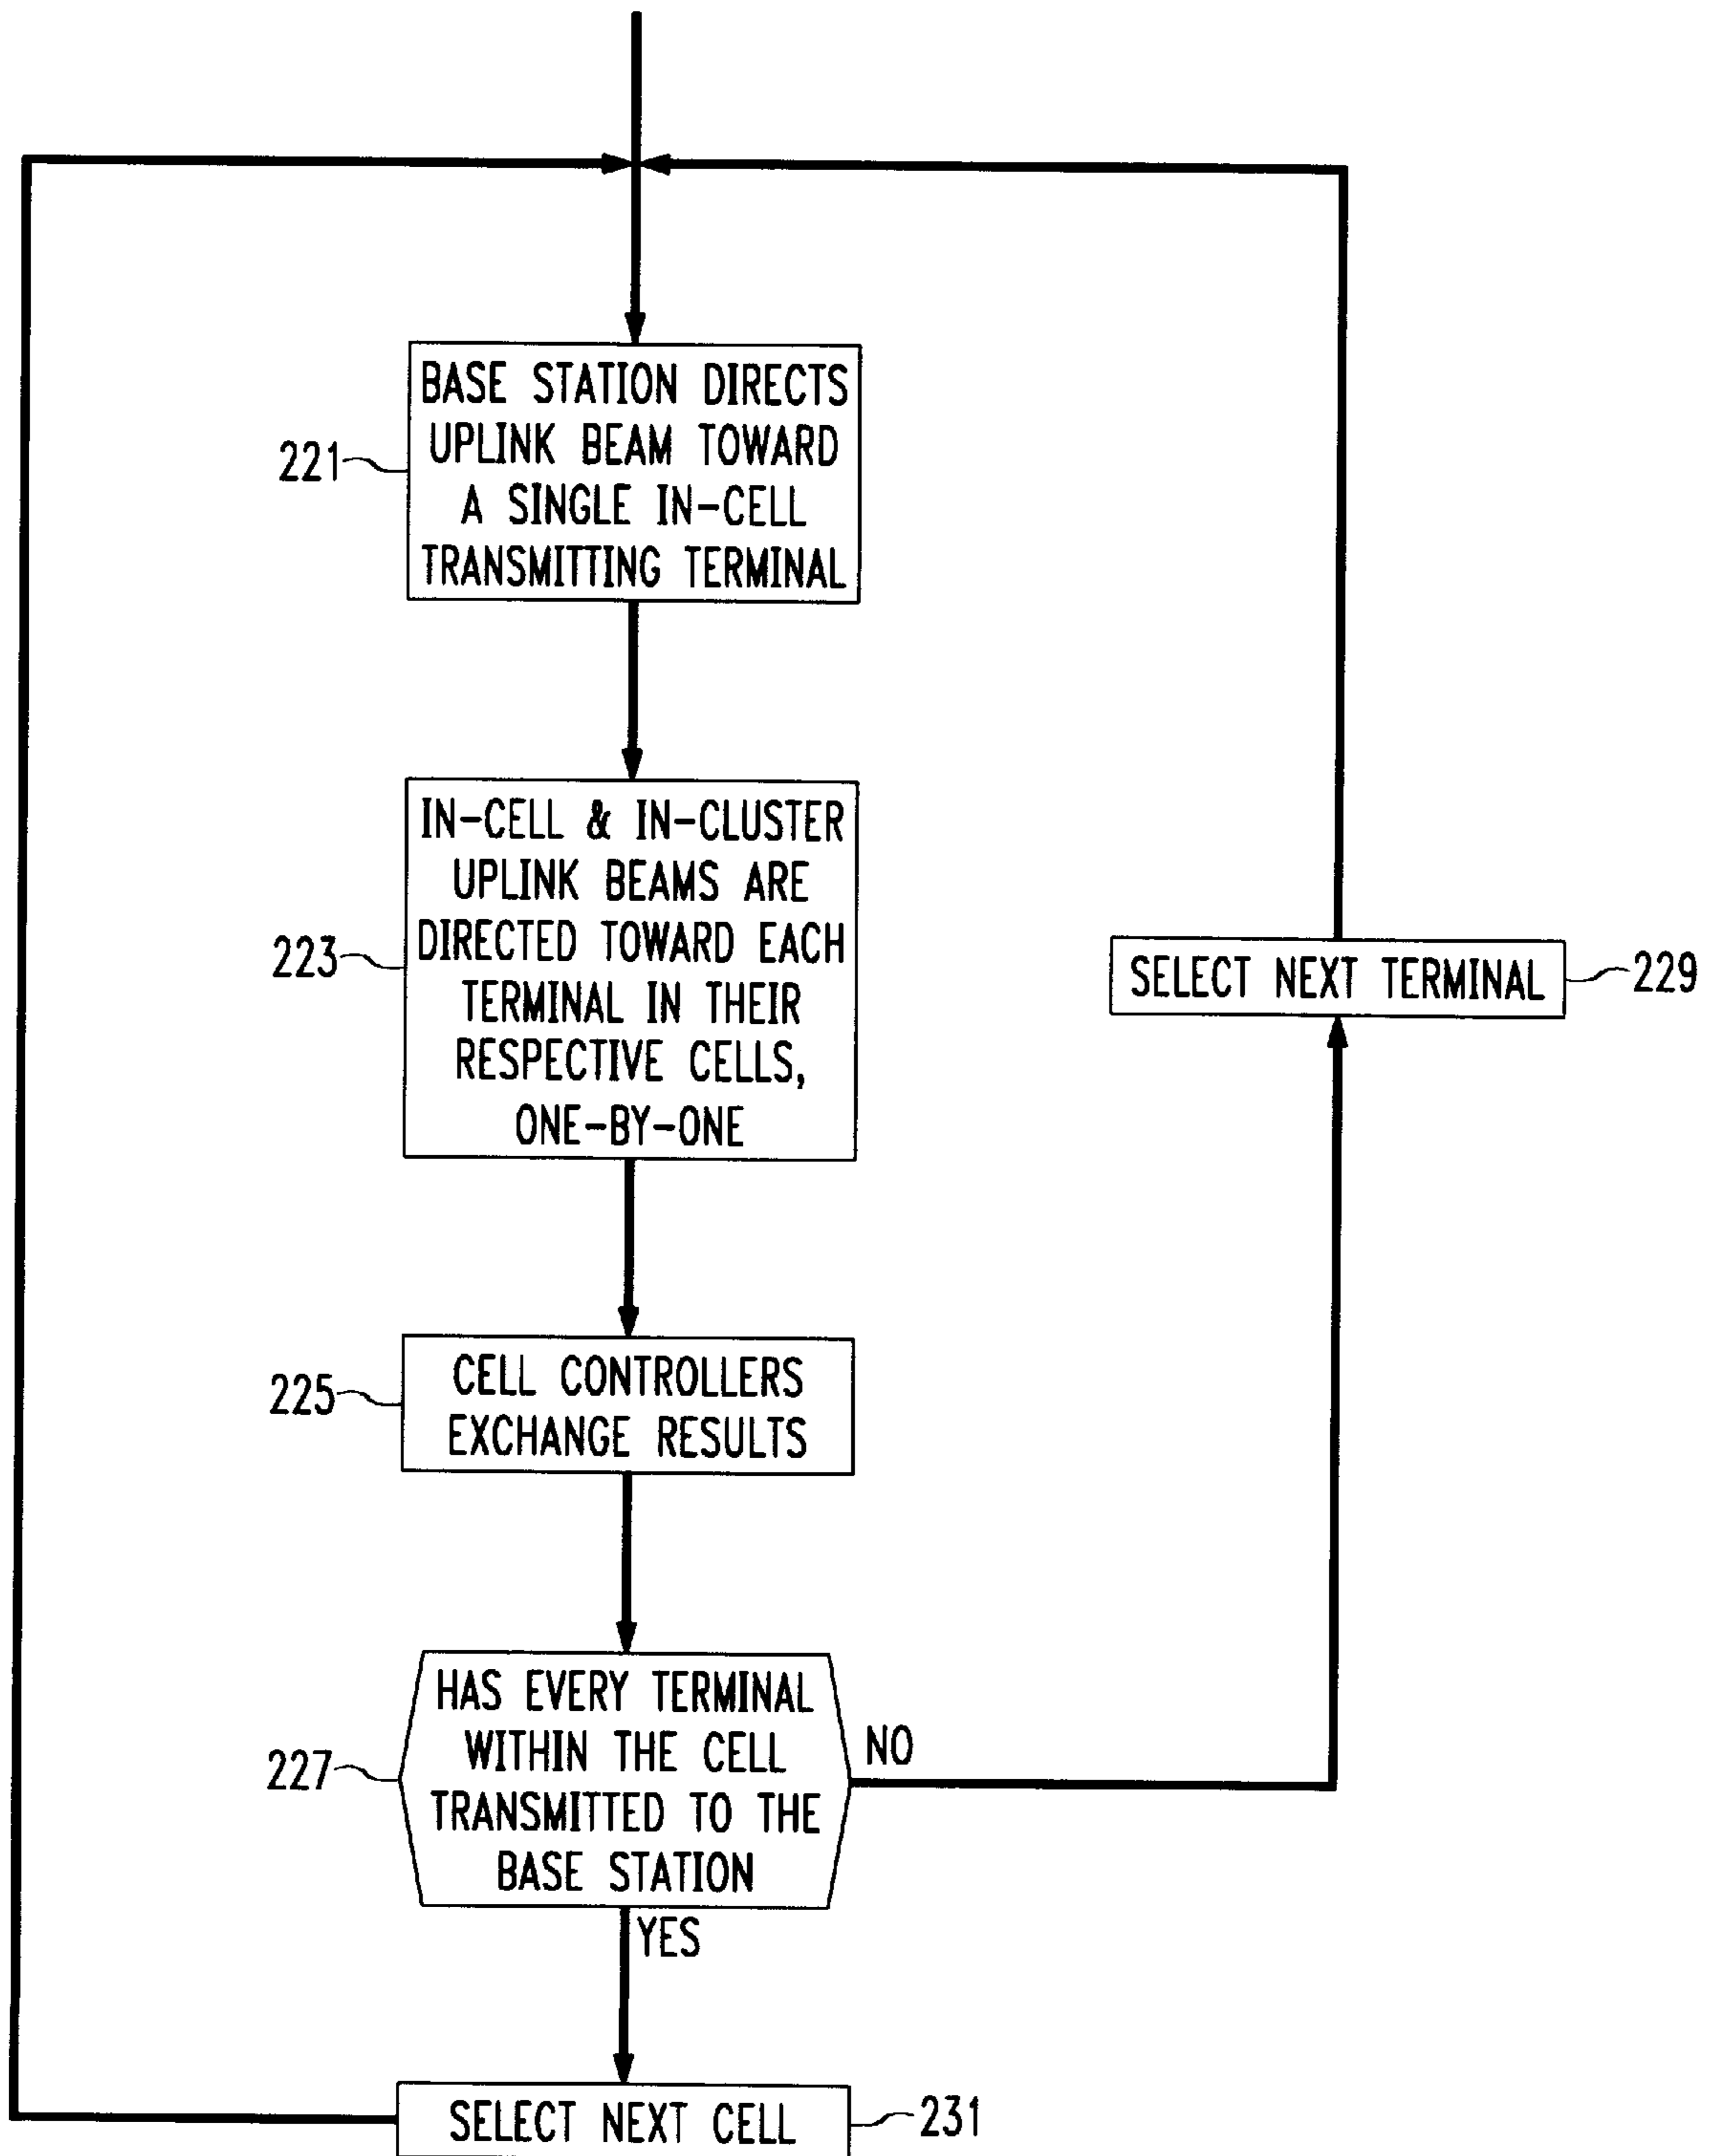 BASE STATION DIRECTS
UPLINK BEAM TOWARD
A SINGLE IN-CELL
TRANSMITTING TERMINAL
221
IN-CELL & IN-CLUSTER
UPLINK BEAMS ARE
DIRECTED TOWARD EACH
TERMINAL IN THEIR
RESPECTIVE CELLS,
ONE-BY-ONE
223
SELECT NEXT TERMINAL
229
CELL CONTROLLERS
EXCHANGE RESULTS
225
HAS EVERY TERMINAL
WITHIN THE CELL
TRANSMITTED TO THE
BASE STATION
227
NO
YES
SELECT NEXT CELL
231